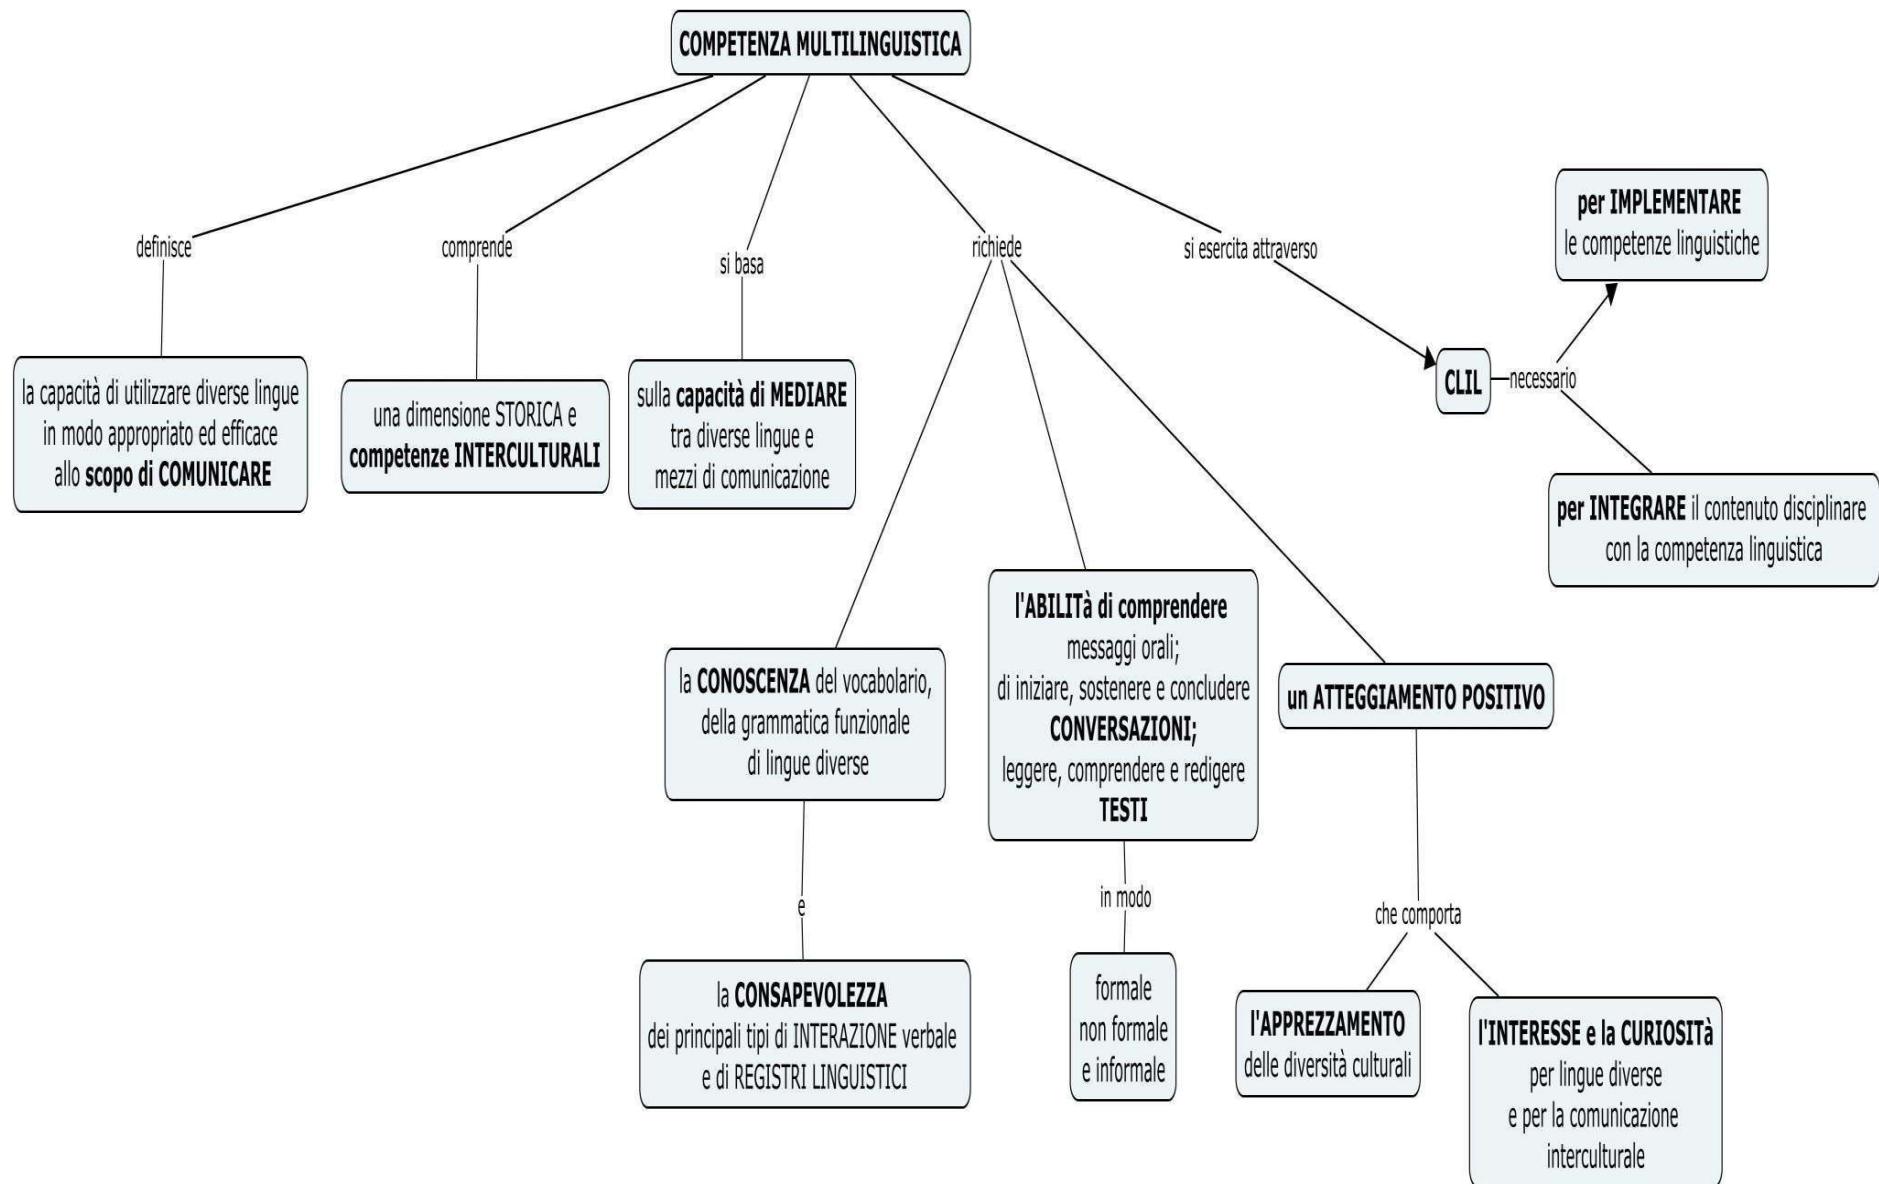 COMPETENZA MULTILINGUISTICA
definisce
la capacità di utilizzare diverse lingue
in modo appropriato ed efficace
allo scopo di COMUNICARE
comprende
una dimensione STORICA e
competenze INTERCULTURALI
si basa
sulla capacità di MEDIARE
tra diverse lingue e
mezzi di comunicazione
richiede
la CONOSCENZA del vocabolario,
della grammatica funzionale
di lingue diverse
e
la CONSAPEVOLEZZA
dei principali tipi di INTERAZIONE verbale
e di REGISTRI LINGUISTICI
l'ABILITà di comprendere
messaggi orali;
di iniziare, sostenere e concludere
CONVERSAZIONI;
leggere, comprendere e redigere
TESTI
in modo
formale
non formale
e informale
un ATTEGGIAMENTO POSITIVO
che comporta
l'APPREZZAMENTO
delle diversità culturali
l'INTERESSE e la CURIOSITà
per lingue diverse
e per la comunicazione
interculturale
si esercita attraverso
CLIL
necessario
per IMPLEMENTARE
le competenze linguistiche
per INTEGRARE il contenuto disciplinare
con la competenza linguistica